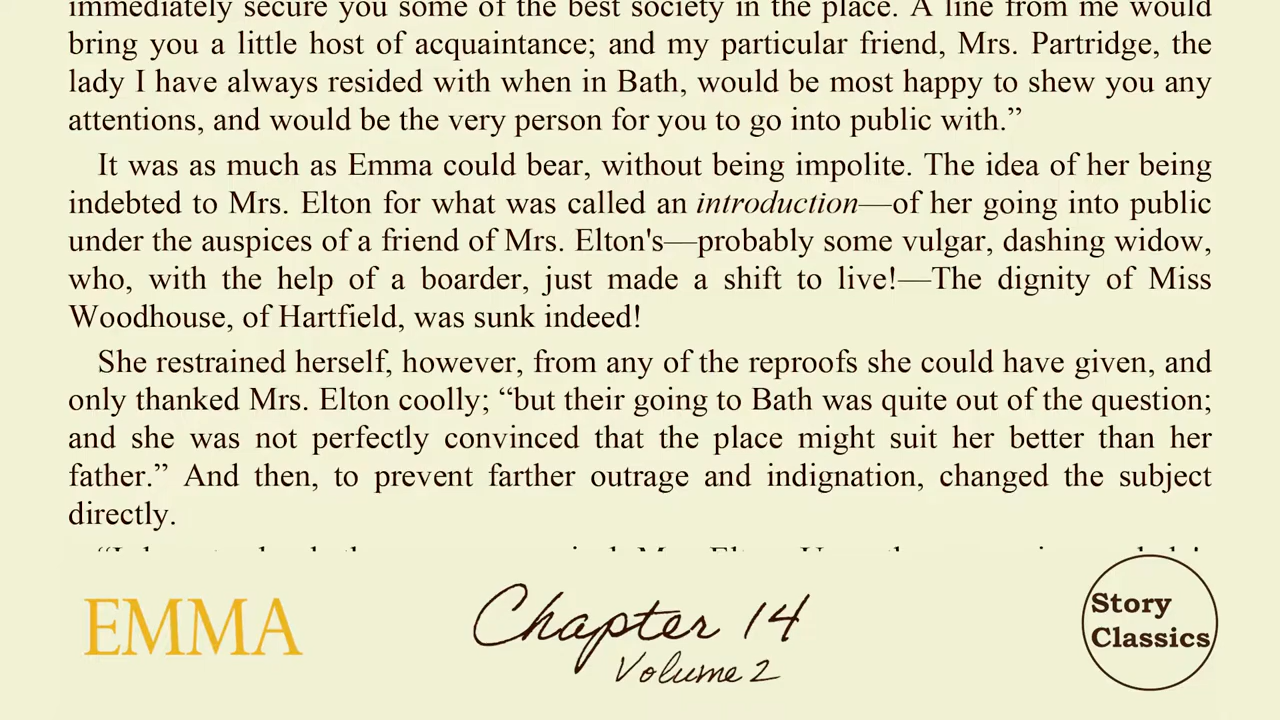 immediately secure you some of the best society in the place. A line from me would
bring you a little host of acquaintance; and my particular friend, Mrs. Partridge, the
lady I have always resided with when in Bath, would be most happy to shew you any
attentions, and would be the very person for you to go into public with.”
It was as much as Emma could bear, without being impolite. The idea of her being
indebted to Mrs. Elton for what was called an introduction—of her going into public
under the auspices of a friend of Mrs. Elton's—probably some vulgar, dashing widow,
who, with the help of a boarder, just made a shift to live!—The dignity of Miss
Woodhouse, of Hartfield, was sunk indeed!
She restrained herself, however, from any of the reproofs she could have given, and
only thanked Mrs. Elton coolly; “but their going to Bath was quite out of the question;
and she was not perfectly convinced that the place might suit her better than her
father.” And then, to prevent farther outrage and indignation, changed the subject
directly.
EMMA
Chapter 14
Volume 2
Story
Classics